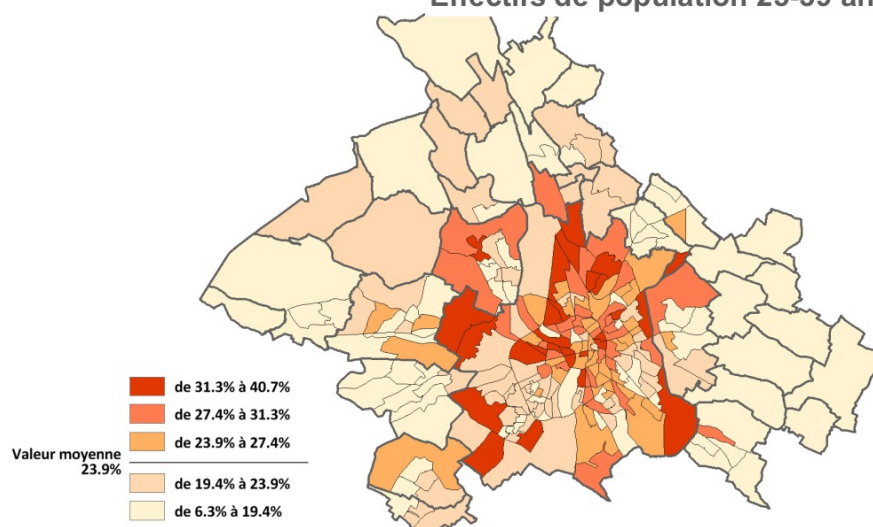 Effectifs de population 25-39 an
de 31.3% à 40.7%
de 27.4% à 31.3%
de 23.9% à 27.4%
Valeur moyenne
23.9%
de 19.4% à 23.9%
de 6.3% à 19.4%